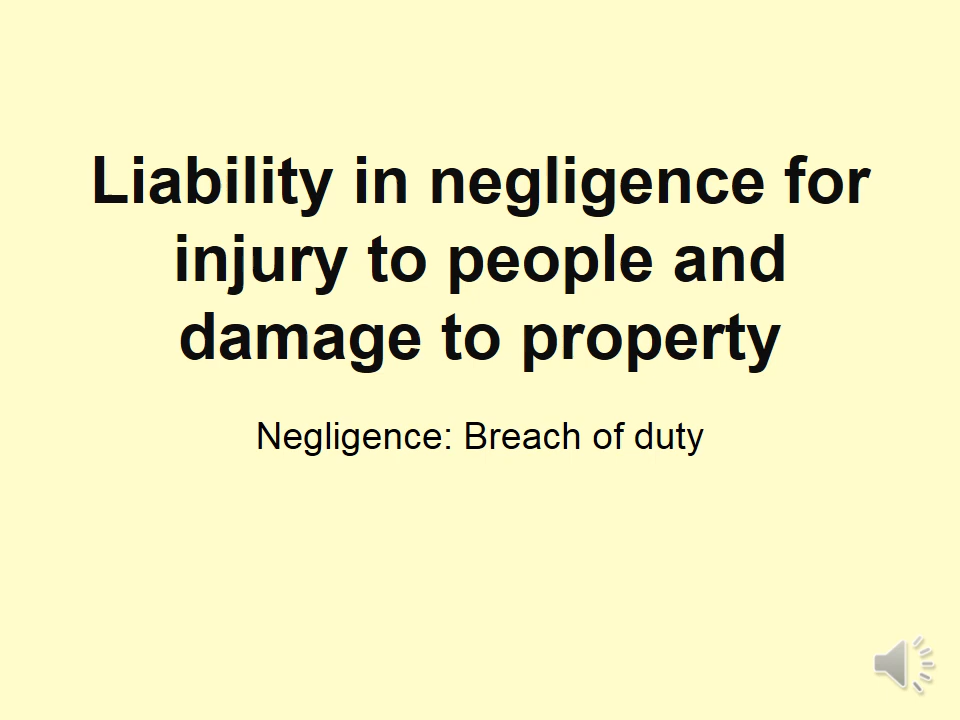 Liability in negligence for
injury to people and
damage to property
Negligence: Breach of duty